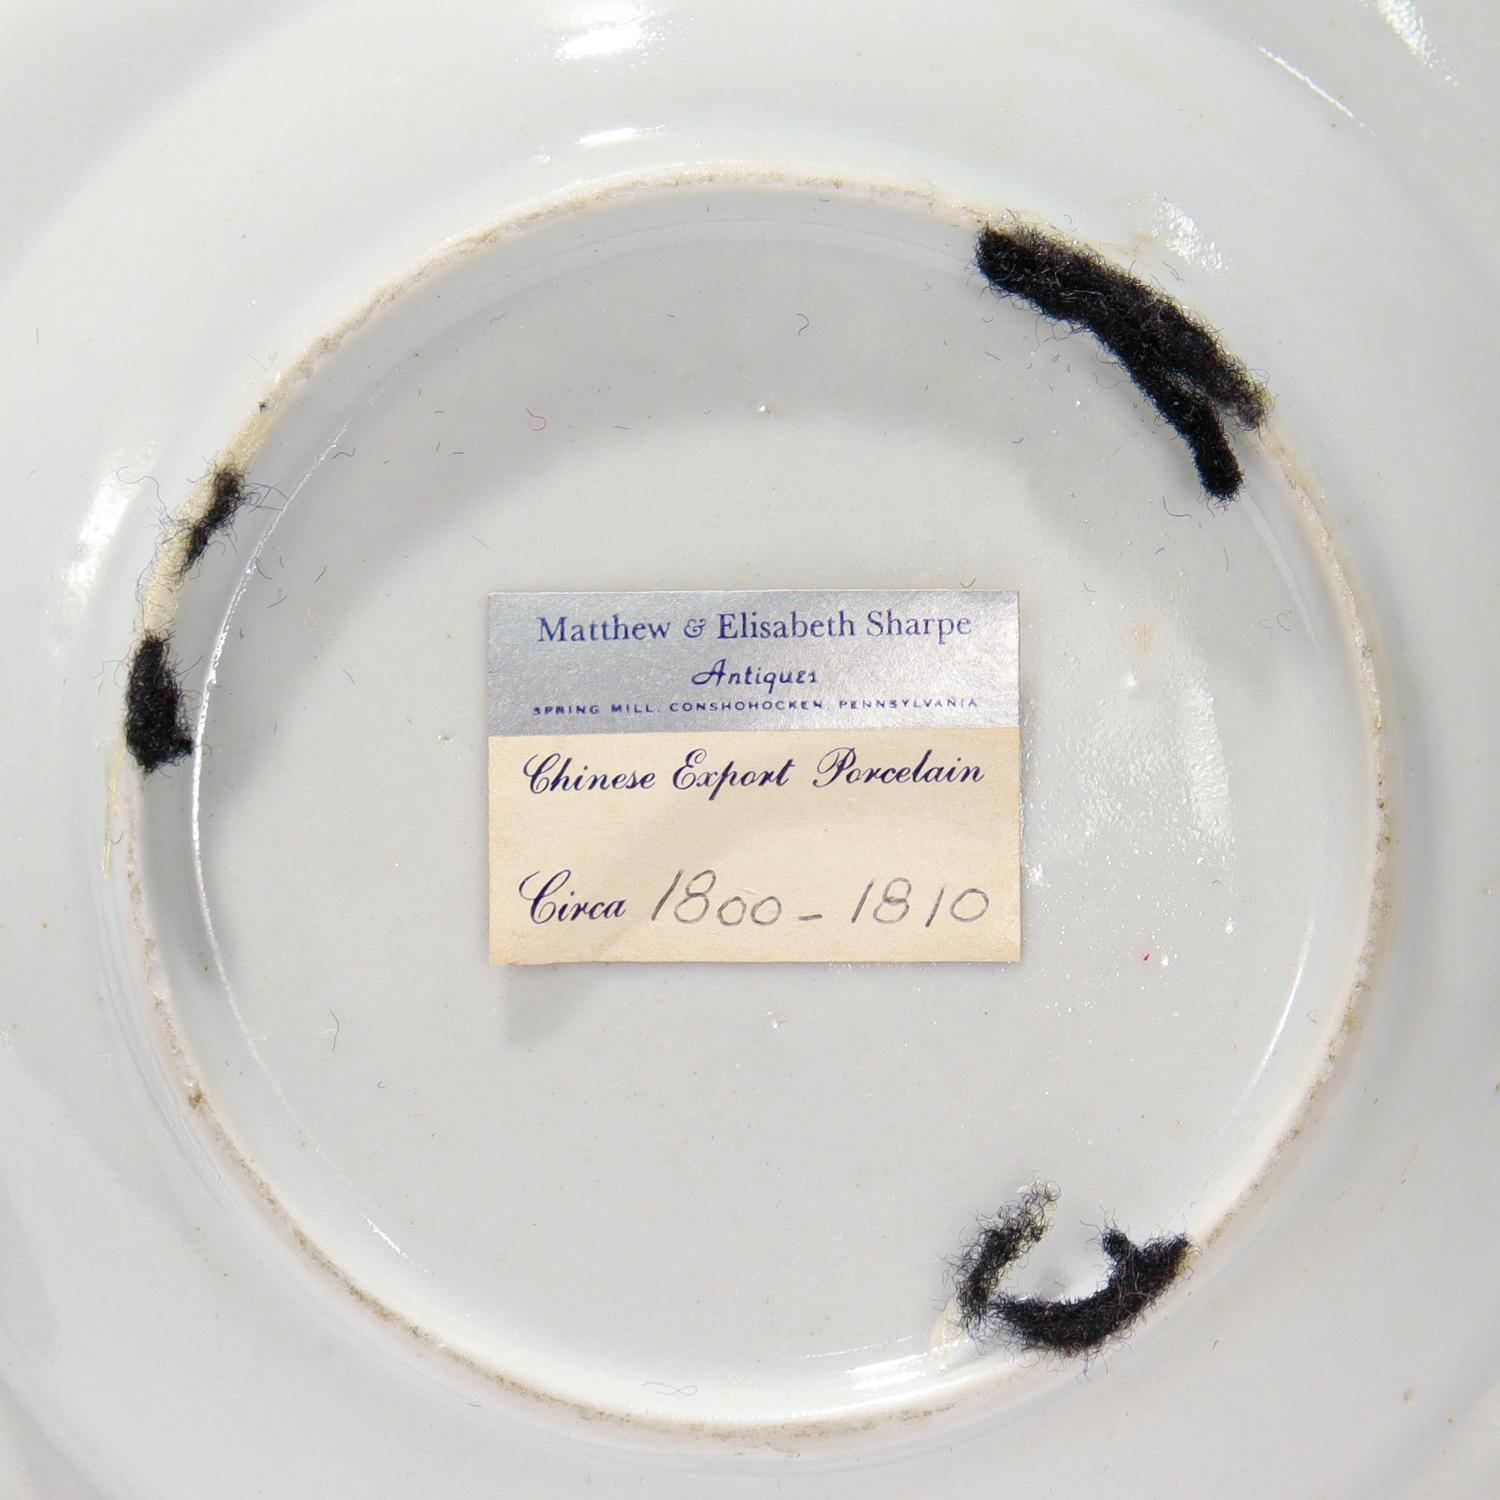 Matthew & Elisabeth Sharpe
Antiques
SPRING MILL, CONSHOHOCKEN, PENNSYLVANIA
Chinese Export Porcelain
Circa 1800 - 1810